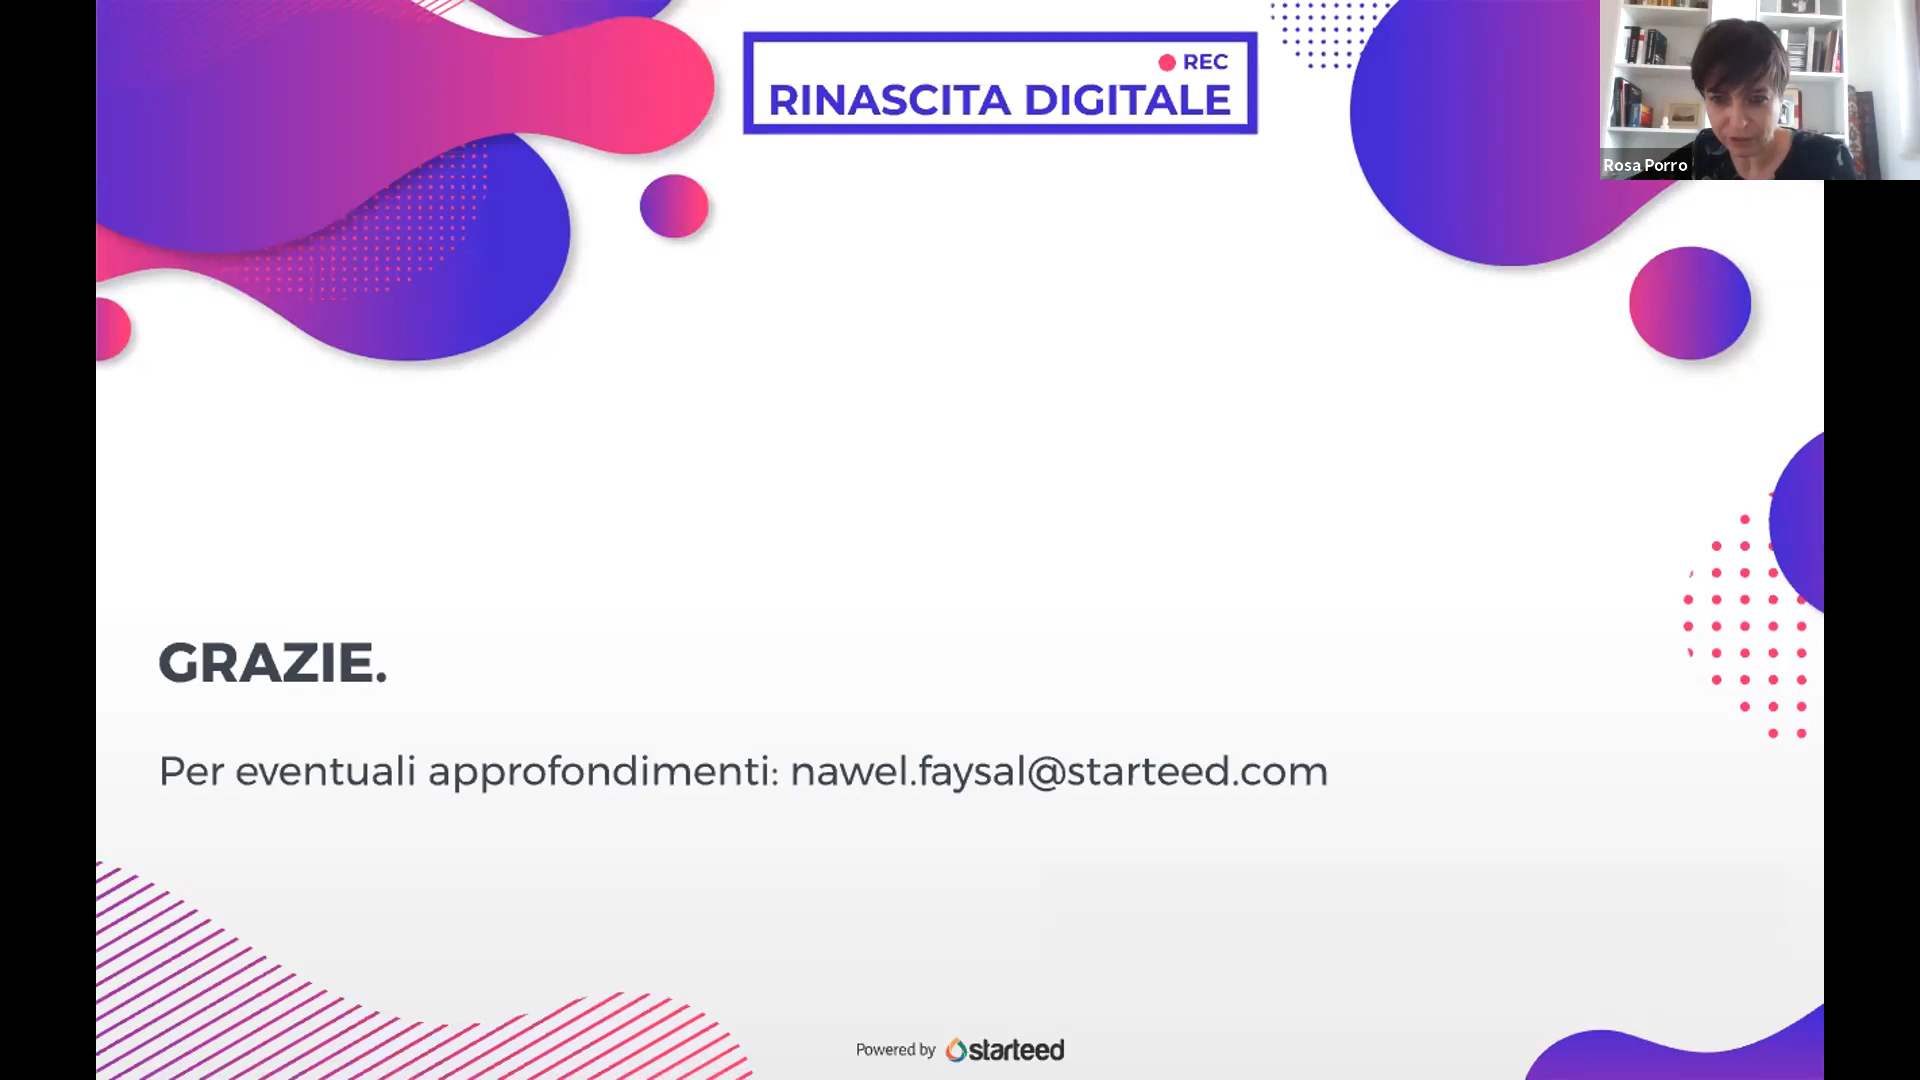 REC
RINASCITA DIGITALE
Rosa Porro
GRAZIE.
Per eventuali approfondimenti: nawel.faysal@starteed.com
Powered by starteed